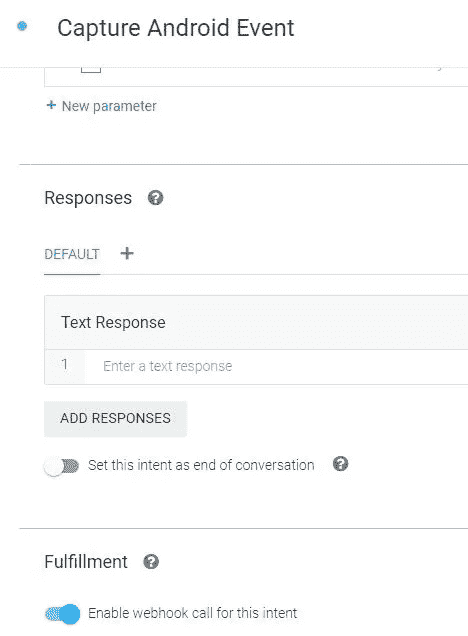 Capture Android Event
+ New parameter
Responses ?
DEFAULT +
Text Response
1 Enter a text response
ADD RESPONSES
Set this intent as end of conversation ?
Fulfillment ?
Enable webhook call for this intent